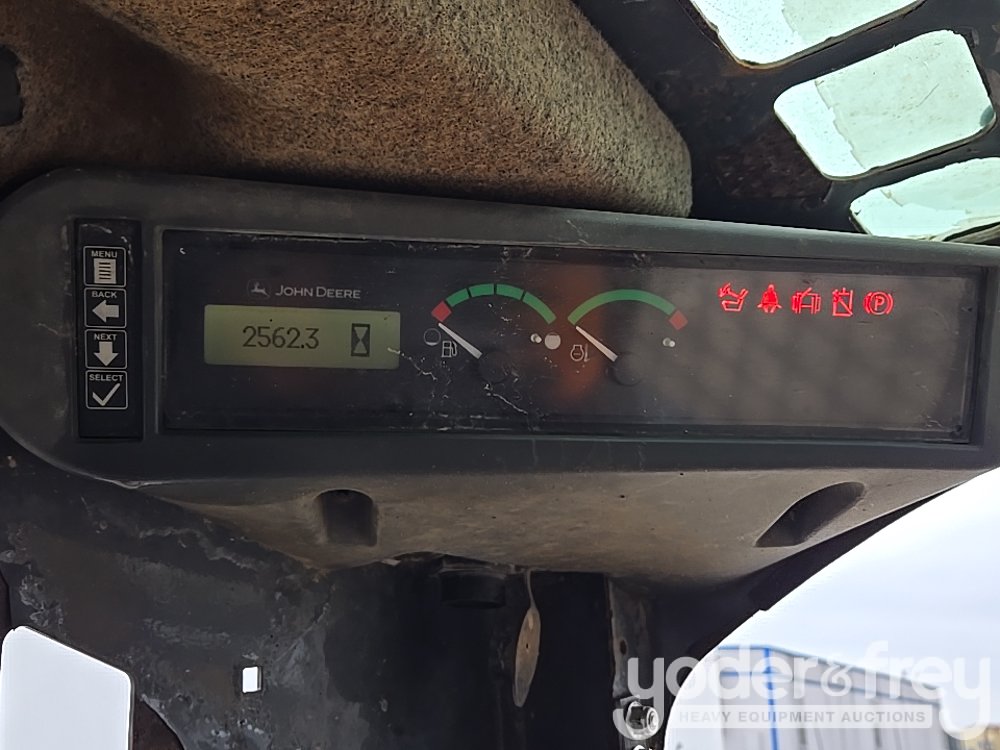 MENU
BACK
NEXT
SELECT
JOHN DEERE
2562.3
P
yoder&frey
HEAVY EQUIPMENT AUCTIONS